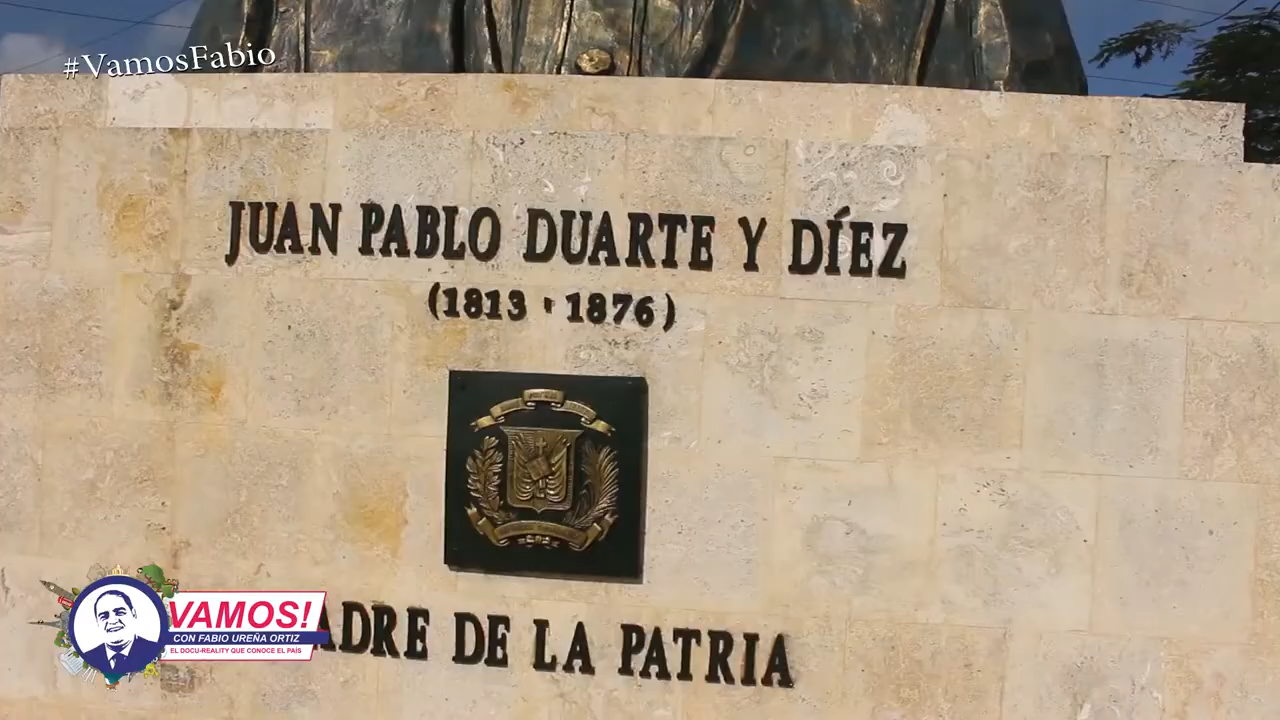 #VamosFabio
JUAN PABLO DUARTE Y DÍEZ
(1813 · 1876)
ADRE DE LA PATRIA
VAMOS!
CON FABIO UREÑA ORTIZ
EL DOCU-REALITY QUE CONOCE EL PAÍS